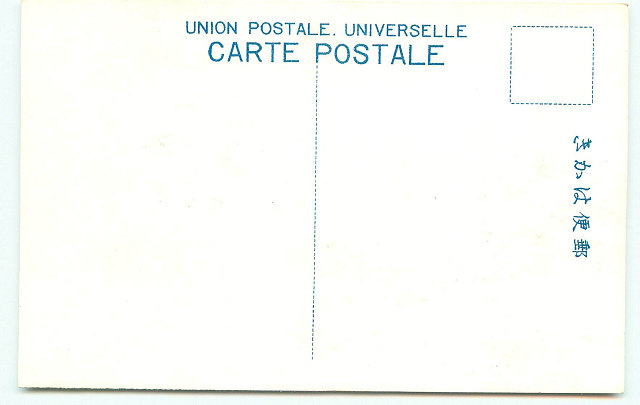 UNION POSTALE. UNIVERSELLE
CARTE POSTALE
郵便はかき